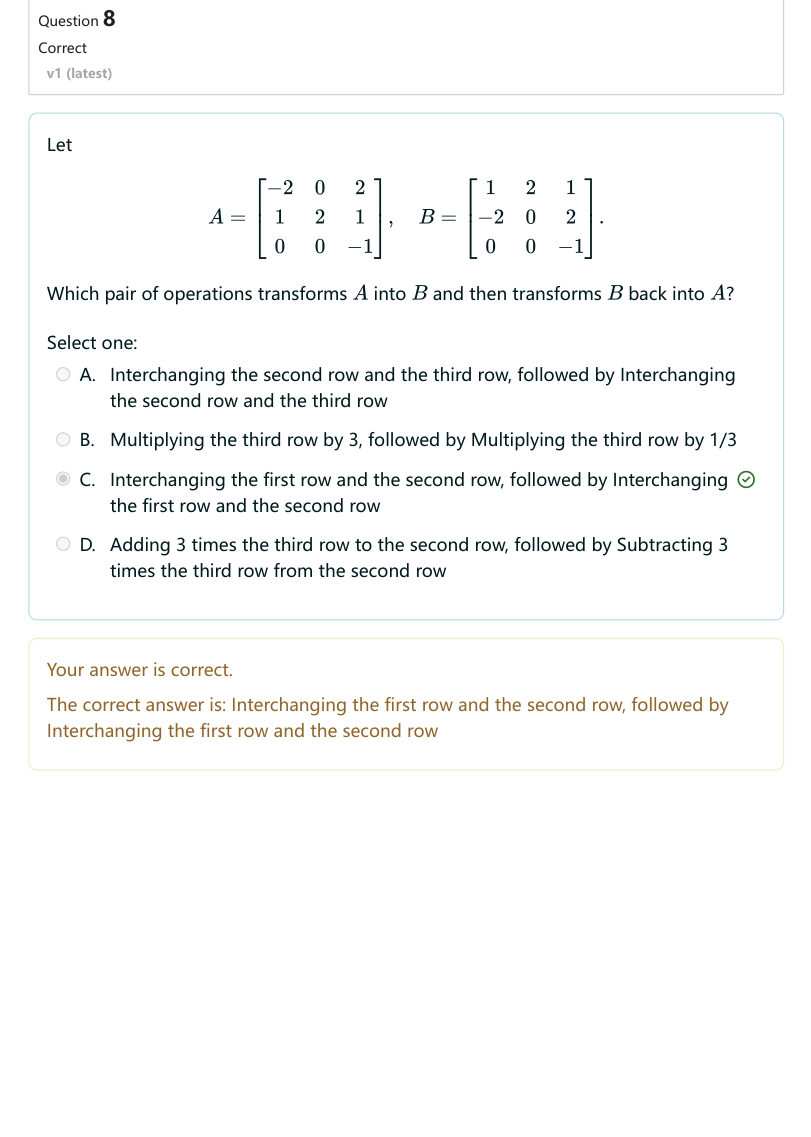 Question 8
Correct
v1 (latest)
Let
A = [−2 0 2; 1 2 1; 0 0 −1], B = [1 2 1; −2 0 2; 0 0 −1].
Which pair of operations transforms A into B and then transforms B back into A?
Select one:
A. Interchanging the second row and the third row, followed by Interchanging
the second row and the third row
B. Multiplying the third row by 3, followed by Multiplying the third row by 1/3
C. Interchanging the first row and the second row, followed by Interchanging
the first row and the second row
D. Adding 3 times the third row to the second row, followed by Subtracting 3
times the third row from the second row
Your answer is correct.
The correct answer is: Interchanging the first row and the second row, followed by
Interchanging the first row and the second row